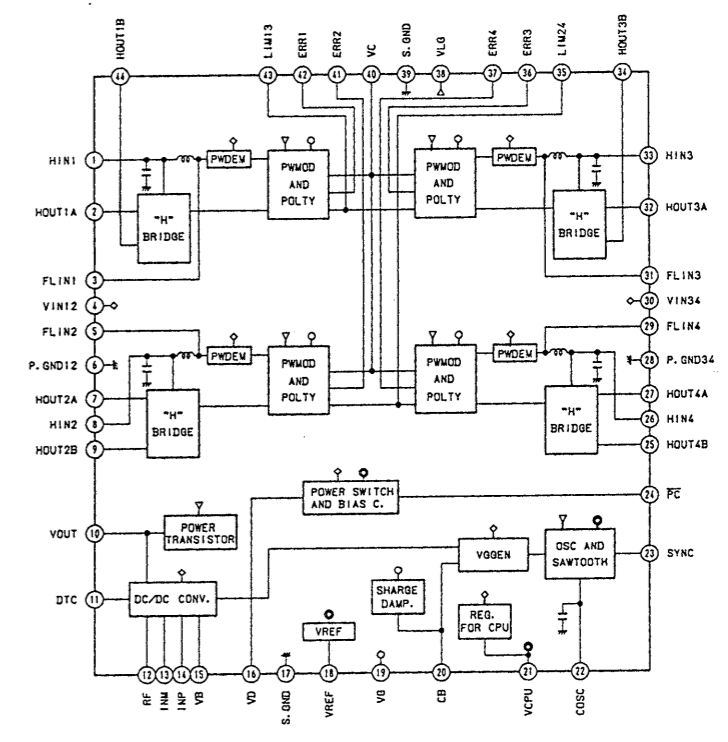 HOUT1B
LIM13
ERR1
ERR2
VC
S.GND
VLG
ERR4
ERR3
LIM24
HOUT3B
44
43
42
41
40
39
38
37
36
35
34
HIN1
1
PWDEM
PWMOD
AND
POLTY
PWMOD
AND
POLTY
PWDEM
33
HIN3
HOUT1A
2
"H"
BRIDGE
"H"
BRIDGE
32
HOUT3A
FLIN1
3
31
FLIN3
VIN12
4
30
VIN34
FLIN2
5
29
FLIN4
P.GND12
6
PWDEM
PWMOD
AND
POLTY
PWMOD
AND
POLTY
PWDEM
28
P.GND34
HOUT2A
7
"H"
BRIDGE
"H"
BRIDGE
27
HOUT4A
HIN2
8
26
HIN4
HOUT2B
9
25
HOUT4B
POWER SWITCH
AND BIAS C.
24
PC
VOUT
10
POWER
TRANSISTOR
VGGEN
OSC AND
SAWTOOTH
23
SYNC
DTC
11
DC/DC CONV.
SHARGE
DAMP.
REG.
FOR CPU
VREF
12
13
14
15
16
17
18
19
20
21
22
RF
INM
INP
VB
VD
S.GND
VREF
VG
CB
VCPU
COSC